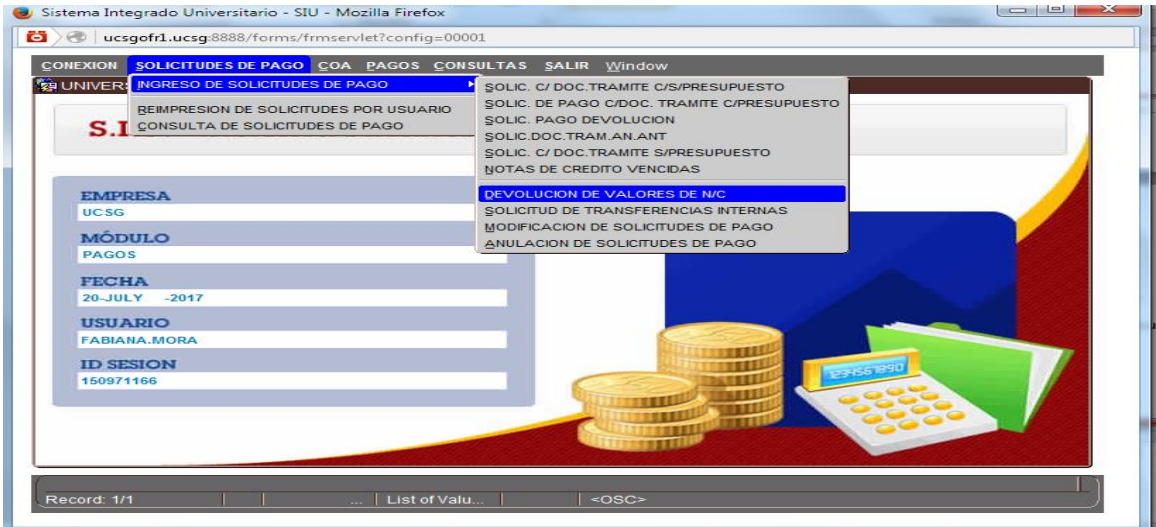 Sistema Integrado Universitario - SIU - Mozilla Firefox
ucsgofr1.ucsg:8888/forms/frmservlet?config=00001
CONEXION SOLICITUDES DE PAGO COA PAGOS CONSULTAS SALIR Window
UNIVER
INGRESO DE SOLICITUDES DE PAGO
REIMPRESION DE SOLICITUDES POR USUARIO
CONSULTA DE SOLICITUDES DE PAGO
SOLIC. C/ DOC.TRAMITE C/S/PRESUPUESTO
SOLIC. DE PAGO C/DOC. TRAMITE C/PRESUPUESTO
SOLIC. PAGO DEVOLUCION
SOLIC.DOC.TRAM.AN.ANT
SOLIC. C/ DOC.TRAMITE S/PRESUPUESTO
NOTAS DE CREDITO VENCIDAS
DEVOLUCION DE VALORES DE N/C
SOLICITUD DE TRANSFERENCIAS INTERNAS
MODIFICACION DE SOLICITUDES DE PAGO
ANULACION DE SOLICITUDES DE PAGO
S.I
EMPRESA
UCSG
MÓDULO
PAGOS
FECHA
20-JULY -2017
USUARIO
FABIANA.MORA
ID SESION
150971166
1234567890
Record: 1/1 ... List of Valu... <OSC>